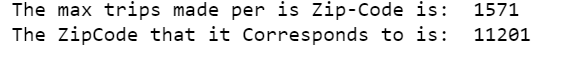 The max trips made per is Zip-Code is:  1571
The ZipCode that it Corresponds to is:  11201